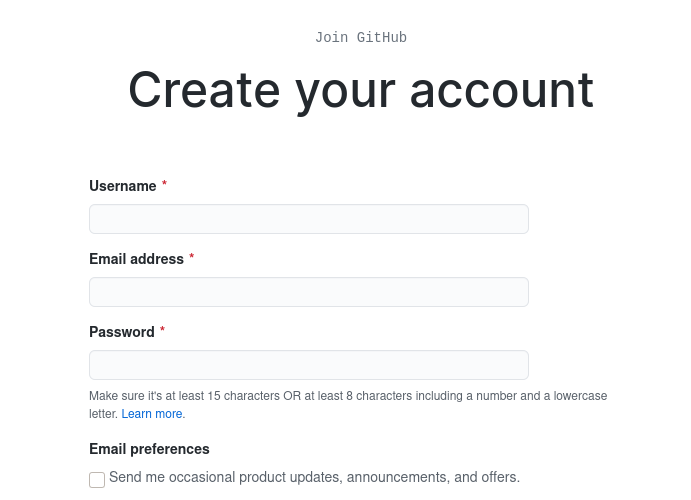 Join GitHub
Create your account
Username *
Email address *
Password *
Make sure it's at least 15 characters OR at least 8 characters including a number and a lowercase
letter. Learn more.
Email preferences
Send me occasional product updates, announcements, and offers.